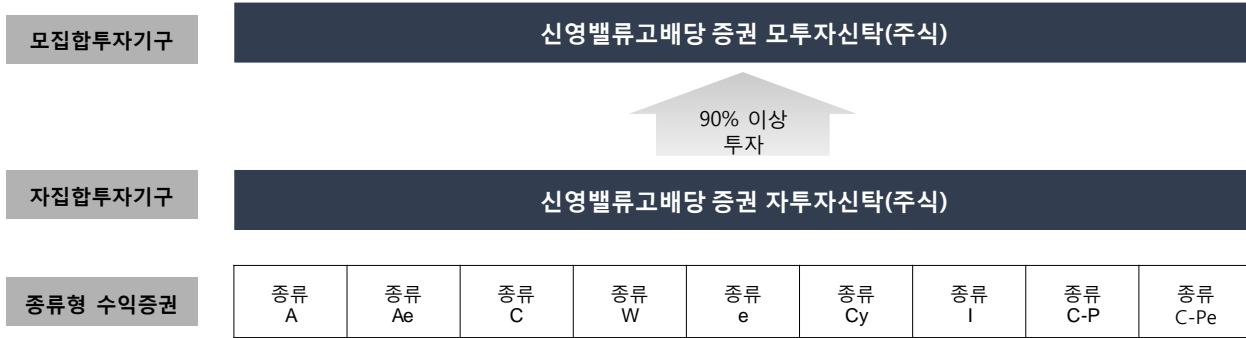 모집합투자기구
신영밸류고배당 증권 모투자신탁(주식)
90% 이상
투자
자집합투자기구
신영밸류고배당 증권 자투자신탁(주식)
종류형 수익증권
종류 종류 종류 종류 종류 종류 종류 종류 종류
A Ae C W e Cy I C-P C-Pe